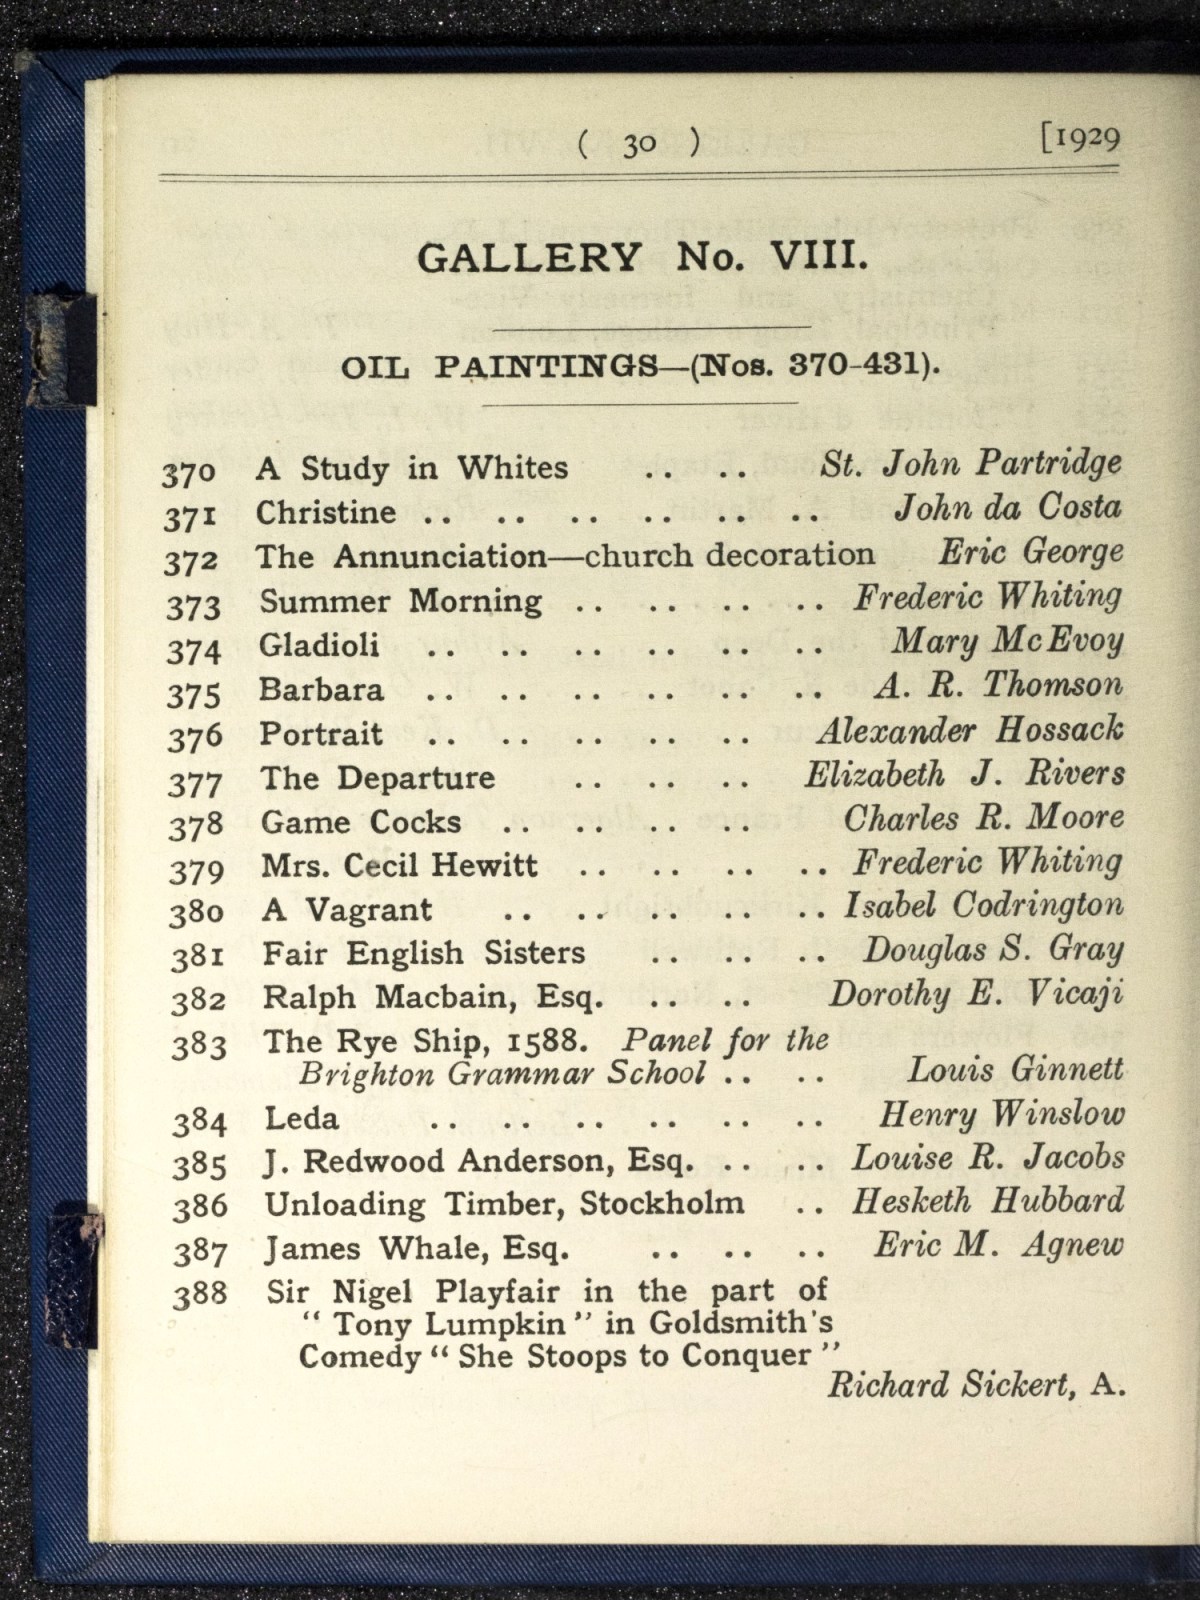 ( 30 ) [1929
GALLERY No. VIII.
OIL PAINTINGS—(Nos. 370-431).
370 A Study in Whites .. .. St. John Partridge
371 Christine .. .. .. .. .. .. John da Costa
372 The Annunciation—church decoration Eric George
373 Summer Morning .. .. .. .. Frederic Whiting
374 Gladioli .. .. .. .. .. .. Mary McEvoy
375 Barbara .. .. .. .. .. .. A. R. Thomson
376 Portrait .. .. .. .. .. Alexander Hossack
377 The Departure .. .. .. Elizabeth J. Rivers
378 Game Cocks .. .. .. .. Charles R. Moore
379 Mrs. Cecil Hewitt .. .. .. .. Frederic Whiting
380 A Vagrant .. .. .. .. .. Isabel Codrington
381 Fair English Sisters .. .. .. Douglas S. Gray
382 Ralph Macbain, Esq. .. .. Dorothy E. Vicaji
383 The Rye Ship, 1588. Panel for the
Brighton Grammar School .. .. Louis Ginnett
384 Leda .. .. .. .. .. .. Henry Winslow
385 J. Redwood Anderson, Esq. .. .. Louise R. Jacobs
386 Unloading Timber, Stockholm .. Hesketh Hubbard
387 James Whale, Esq. .. .. .. Eric M. Agnew
388 Sir Nigel Playfair in the part of
“ Tony Lumpkin ” in Goldsmith's
Comedy “ She Stoops to Conquer ”
Richard Sickert, A.